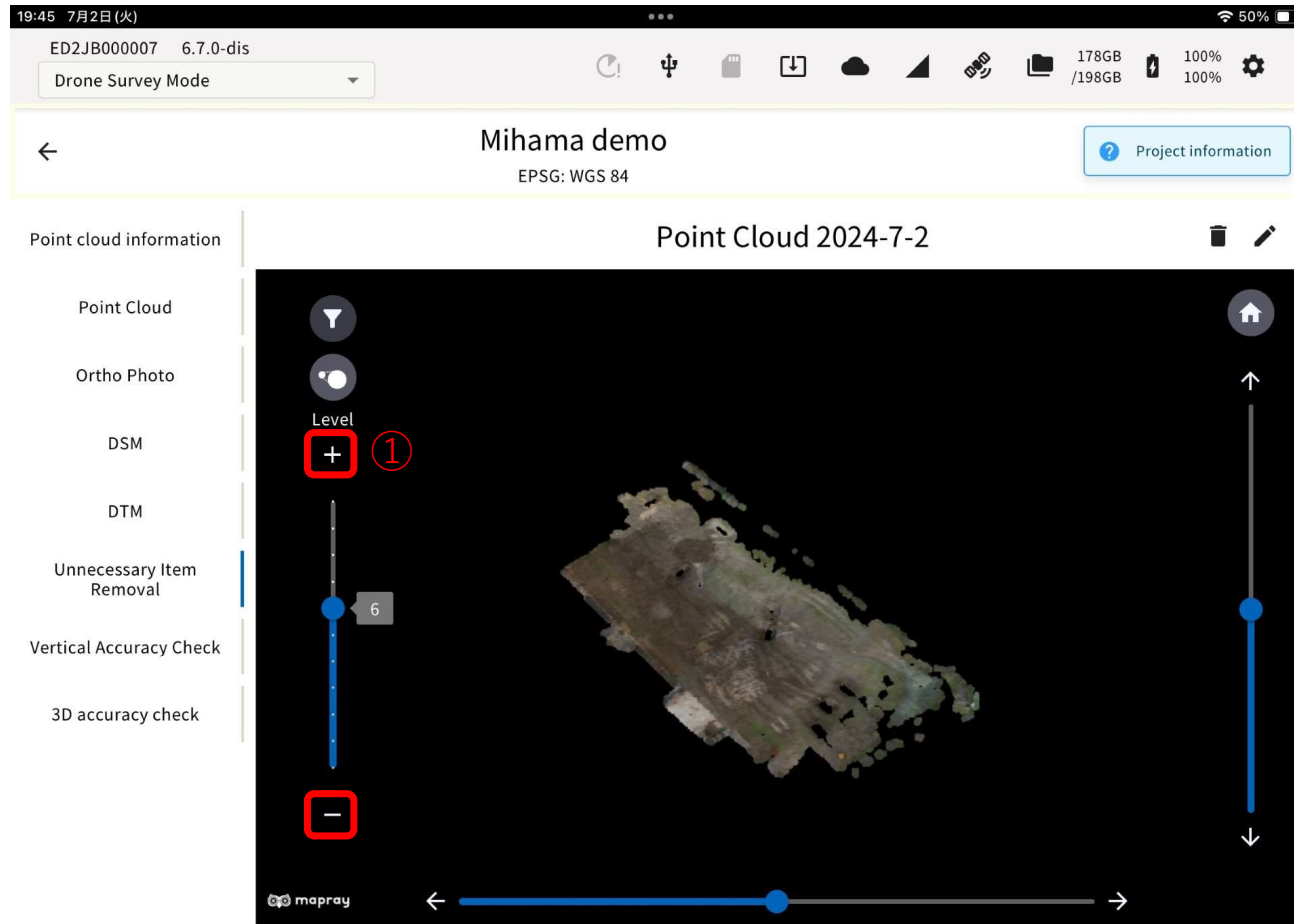 19:45 7月2日(火)
50%
ED2JB000007 6.7.0-dis
Drone Survey Mode
178GB
/198GB
100%
100%
Mihama demo
EPSG: WGS 84
Project information
Point cloud information
Point Cloud 2024-7-2
Point Cloud
Ortho Photo
DSM
DTM
Unnecessary Item
Removal
Vertical Accuracy Check
3D accuracy check
Level
+
①
6
−
mapray